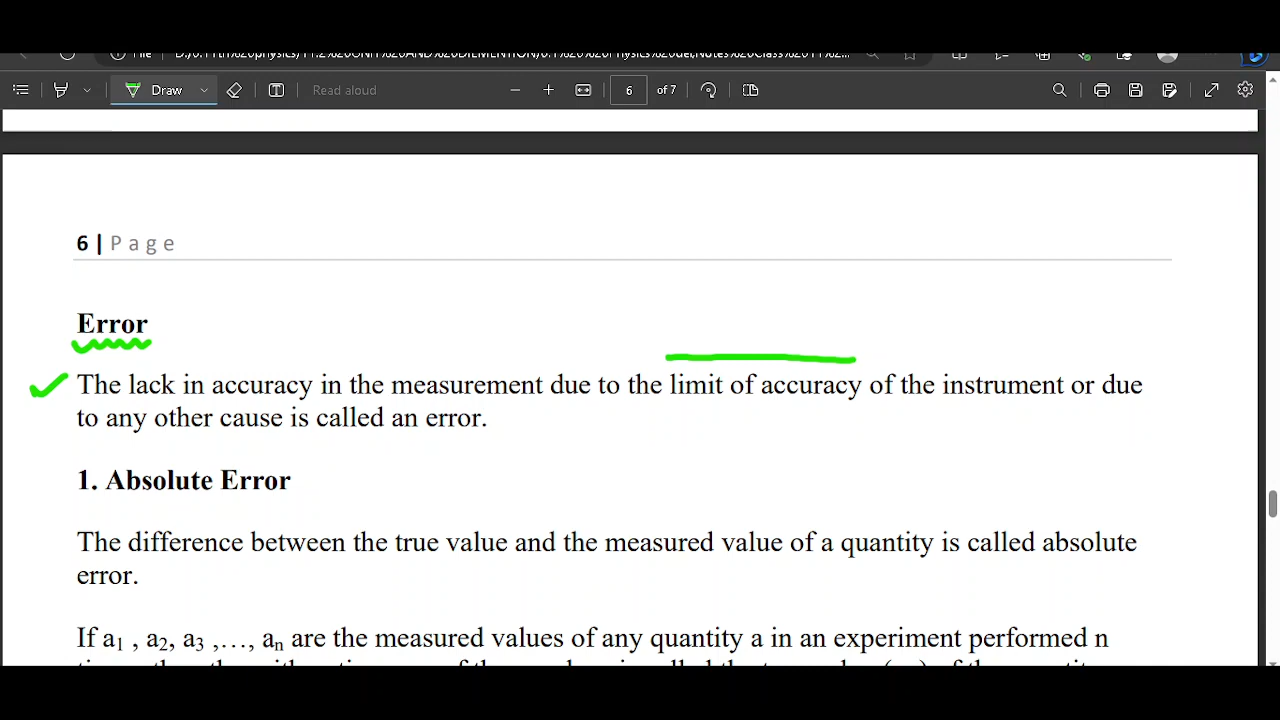 Draw
Read aloud
6
of 7
6 | Page
Error
The lack in accuracy in the measurement due to the limit of accuracy of the instrument or due
to any other cause is called an error.
1. Absolute Error
The difference between the true value and the measured value of a quantity is called absolute
error.
If a₁ , a₂, a₃ ,…, aₙ are the measured values of any quantity a in an experiment performed n